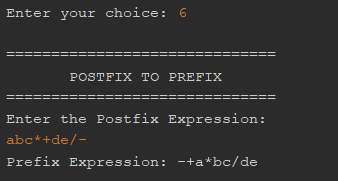 Enter your choice: 6
==============================
POSTFIX TO PREFIX
==============================
Enter the Postfix Expression:
abc*+de/-
Prefix Expression: -+a*bc/de